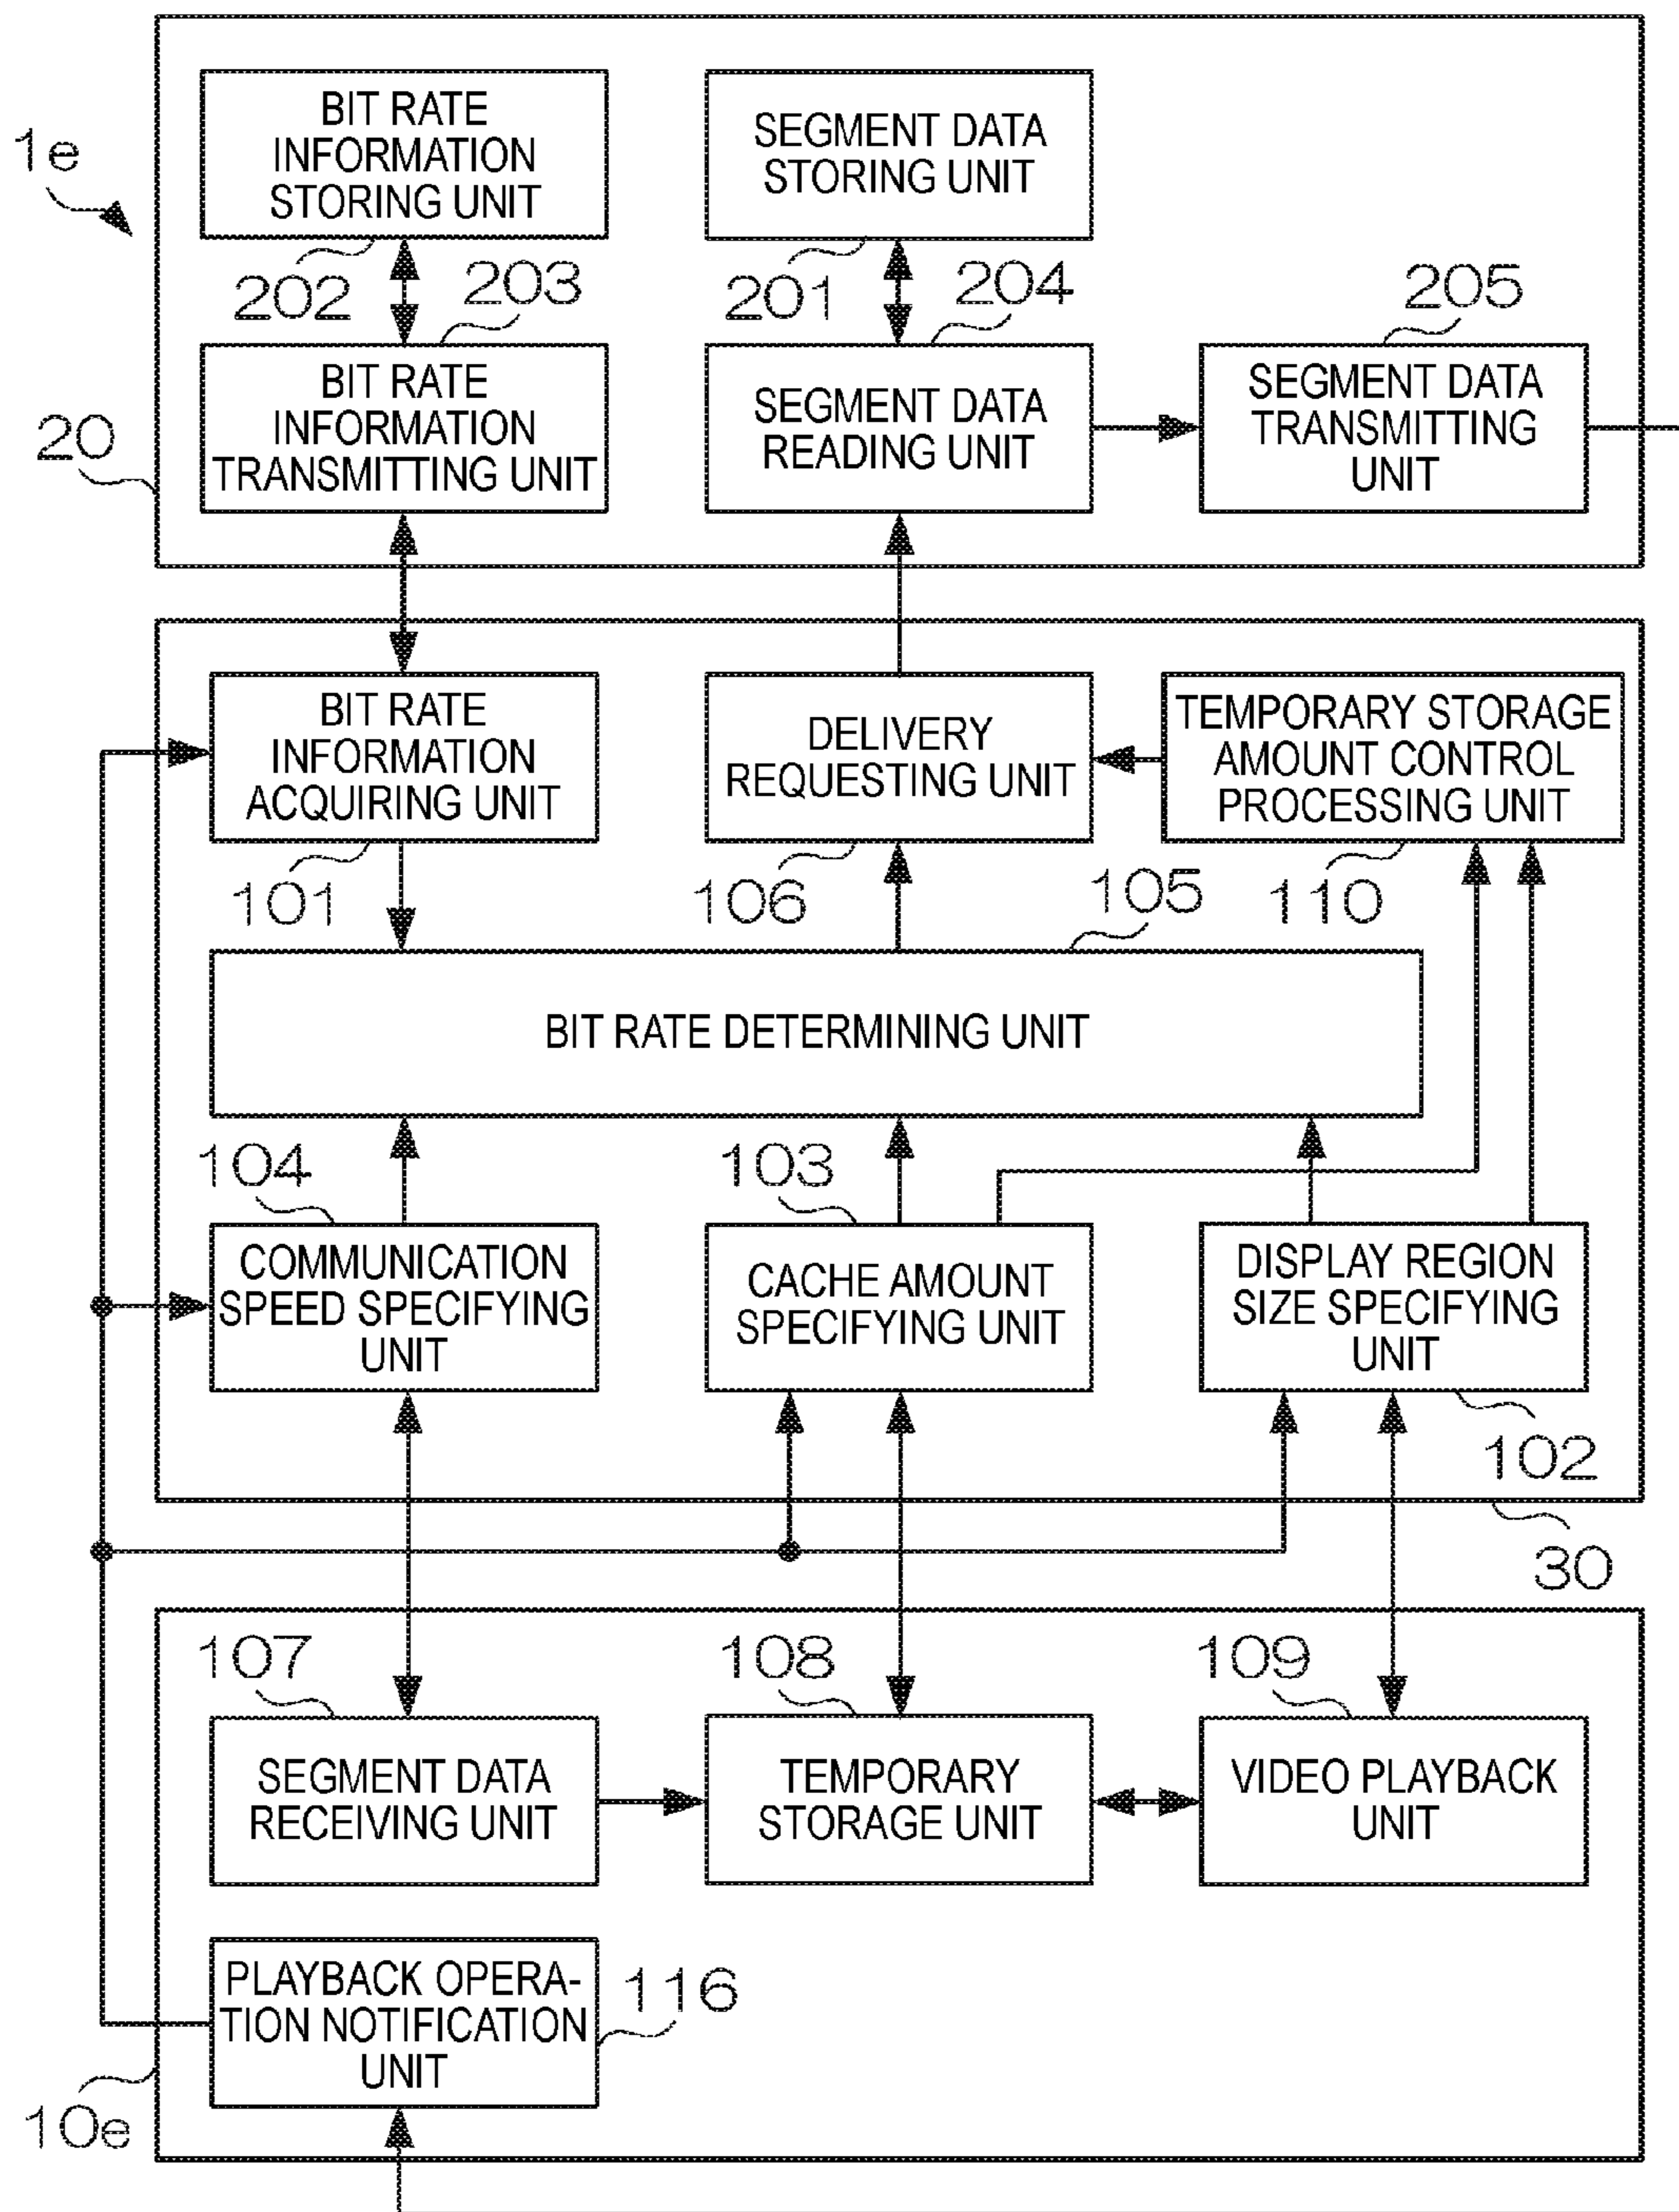 1e
BIT RATE
INFORMATION
STORING UNIT
SEGMENT DATA
STORING UNIT
202
203
201
204
205
20
BIT RATE
INFORMATION
TRANSMITTING UNIT
SEGMENT DATA
READING UNIT
SEGMENT DATA
TRANSMITTING
UNIT
BIT RATE
INFORMATION
ACQUIRING UNIT
DELIVERY
REQUESTING UNIT
TEMPORARY STORAGE
AMOUNT CONTROL
PROCESSING UNIT
101
106
105
110
BIT RATE DETERMINING UNIT
104
103
COMMUNICATION
SPEED SPECIFYING
UNIT
CACHE AMOUNT
SPECIFYING UNIT
DISPLAY REGION
SIZE SPECIFYING
UNIT
102
30
107
108
109
SEGMENT DATA
RECEIVING UNIT
TEMPORARY
STORAGE UNIT
VIDEO PLAYBACK
UNIT
PLAYBACK OPERA-
TION NOTIFICATION
UNIT
116
10e